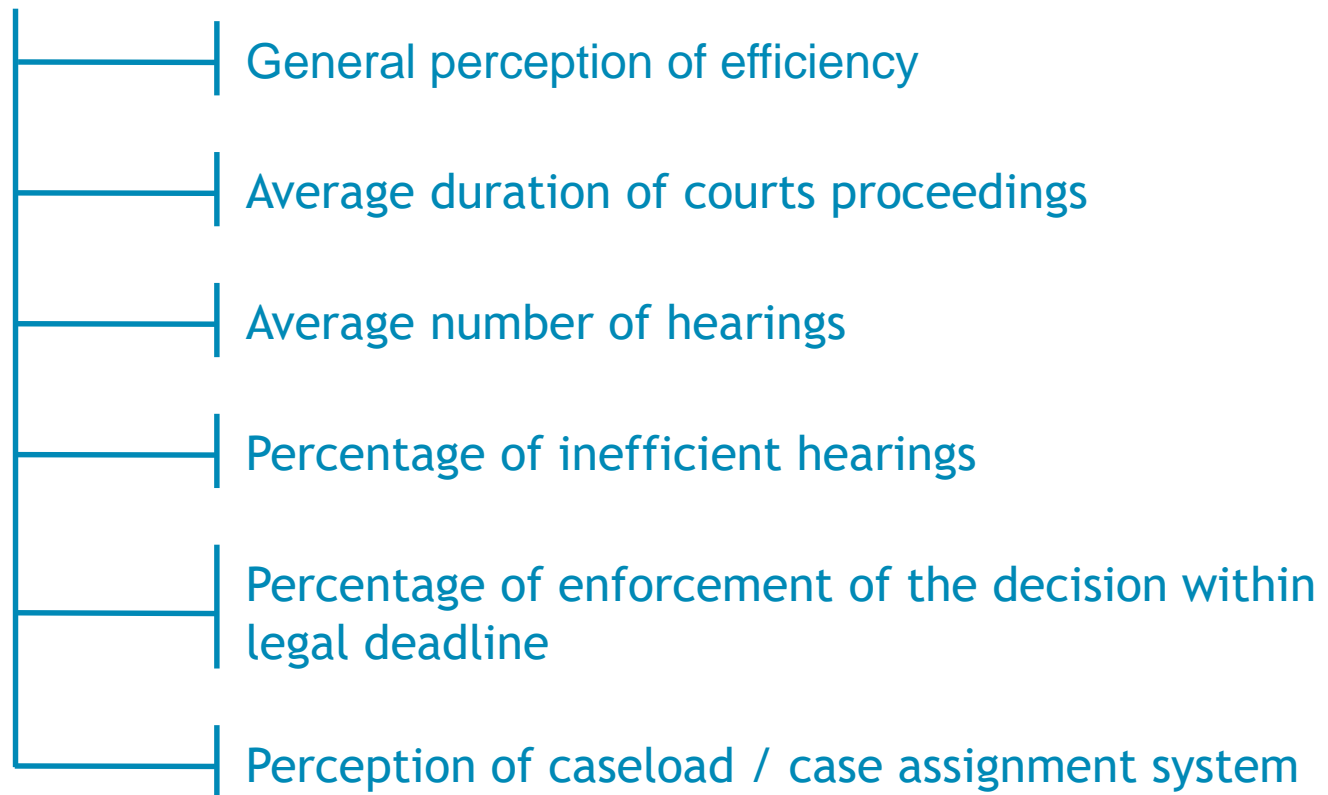 General perception of efficiency
Average duration of courts proceedings
Average number of hearings
Percentage of inefficient hearings
Percentage of enforcement of the decision within
legal deadline
Perception of caseload / case assignment system